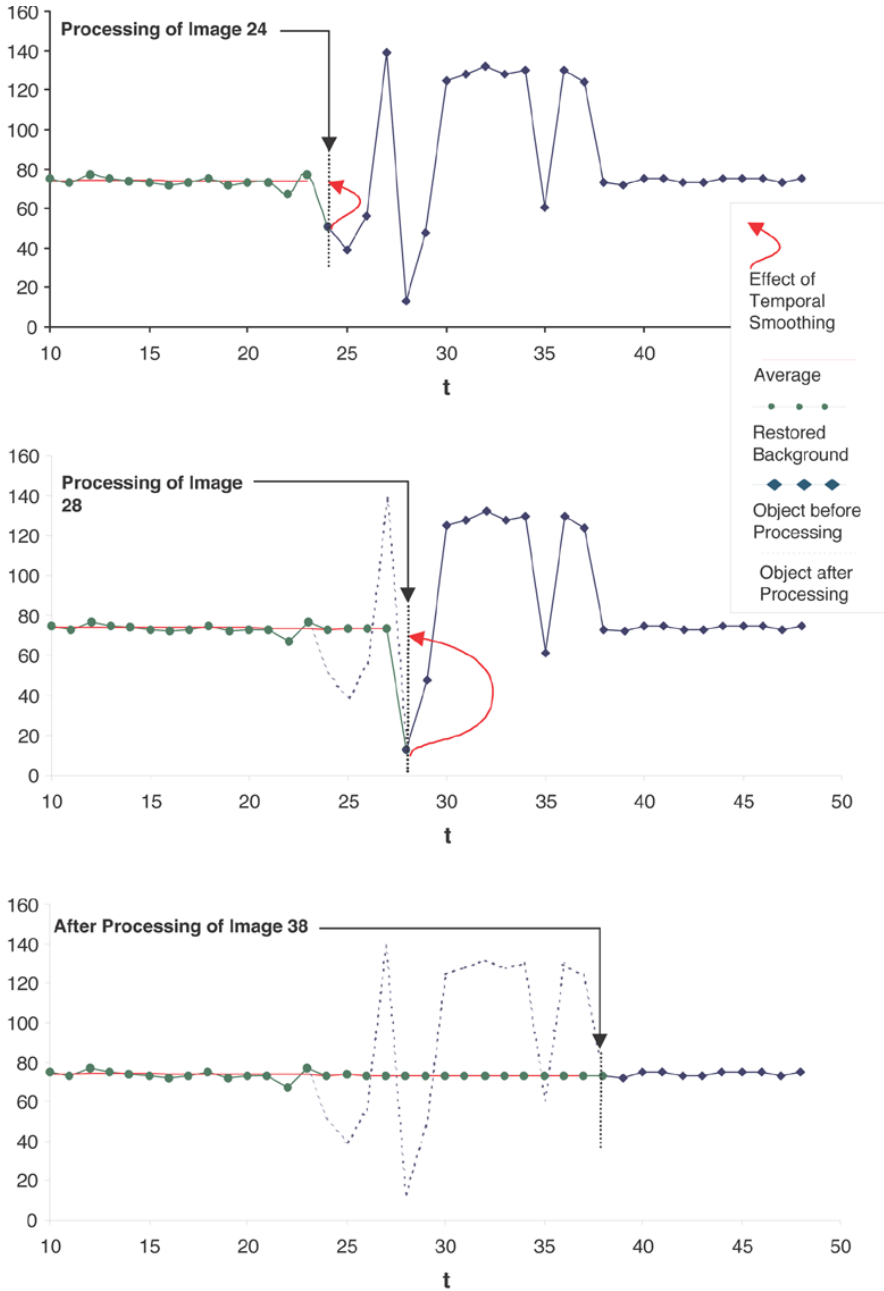 Processing of Image 24
160
140
120
100
80
60
40
20
0
10 15 20 25 30 35 40
t
Effect of
Temporal
Smoothing
Average
Restored
Background
Object before
Processing
Object after
Processing
Processing of Image
28
160
140
120
100
80
60
40
20
0
10 15 20 25 30 35 40 45 50
t
After Processing of Image 38
160
140
120
100
80
60
40
20
0
10 15 20 25 30 35 40 45 50
t